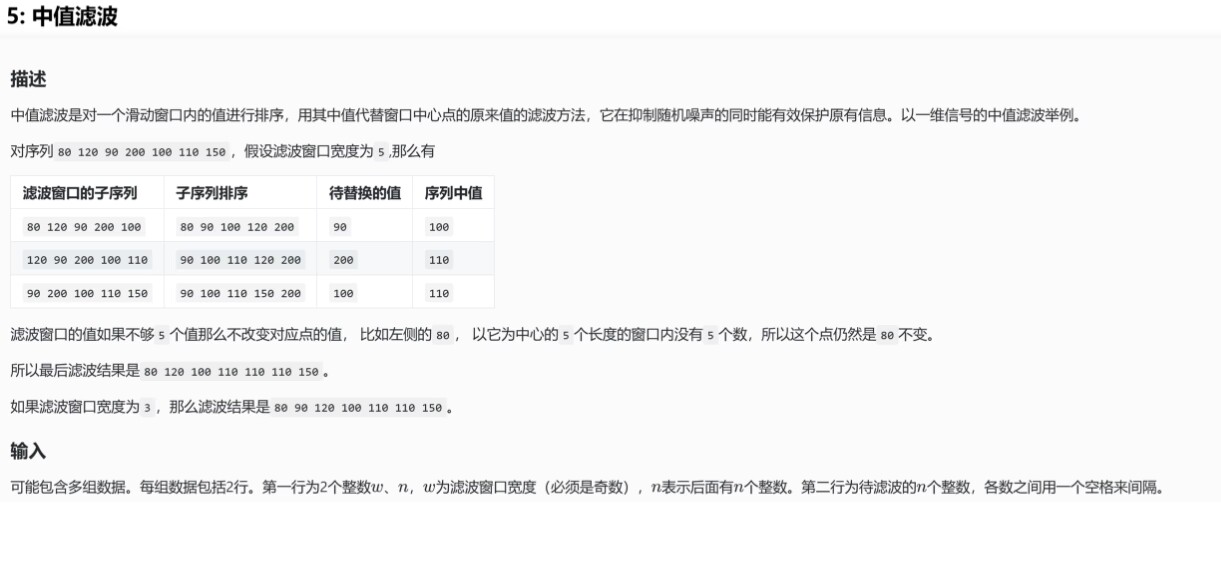 5: 中值滤波
描述
中值滤波是对一个滑动窗口内的值进行排序，用其中值代替窗口中心点的原来值的滤波方法，它在抑制随机噪声的同时能有效保护原有信息。以一维信号的中值滤波举例。
对序列 80 120 90 200 100 110 150 ，假设滤波窗口宽度为 5 ,那么有
滤波窗口的子序列 子序列排序 待替换的值 序列中值
80 120 90 200 100 80 90 100 120 200 90 100
120 90 200 100 110 90 100 110 120 200 200 110
90 200 100 110 150 90 100 110 150 200 100 110
滤波窗口的值如果不够 5 个值那么不改变对应点的值， 比如左侧的 80 ， 以它为中心的 5 个长度的窗口内没有 5 个数，所以这个点仍然是 80 不变。
所以最后滤波结果是 80 120 100 110 110 110 150 。
如果滤波窗口宽度为 3 ，那么滤波结果是 80 90 120 100 110 110 150 。
输入
可能包含多组数据。每组数据包括2行。第一行为2个整数w、n，w为滤波窗口宽度（必须是奇数），n表示后面有n个整数。第二行为待滤波的n个整数，各数之间用一个空格来间隔。